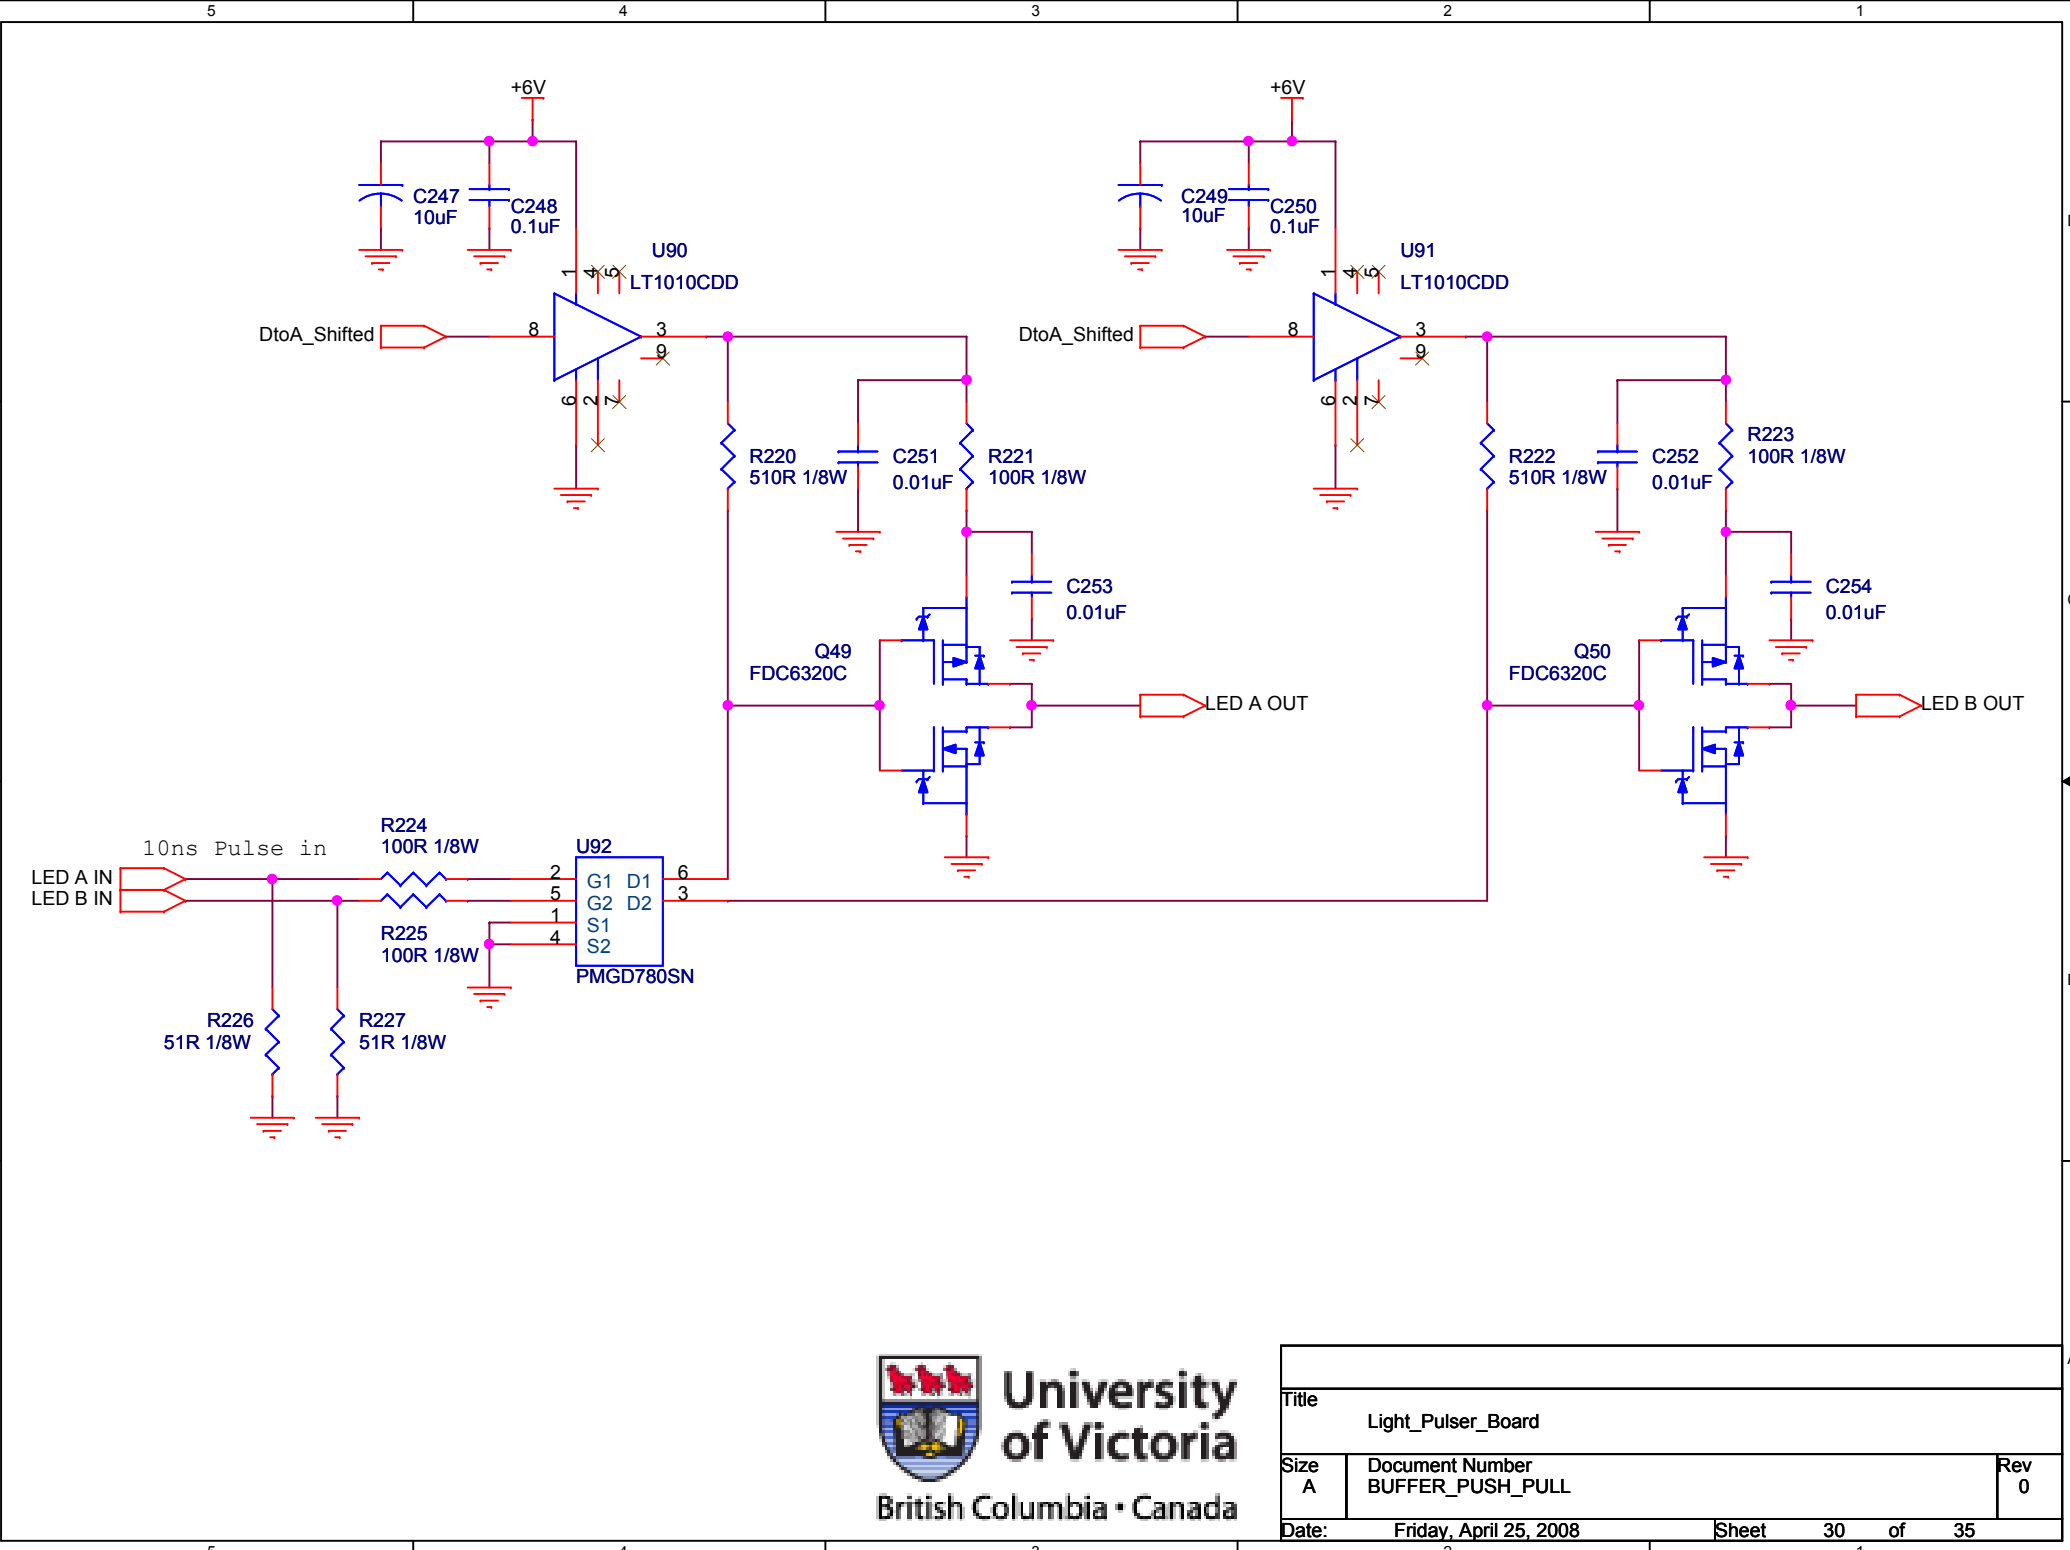 5 4 3 2 1
+6V
+6V
C247
10uF
C248
0.1uF
C249
10uF
C250
0.1uF
U90
LT1010CDD
U91
LT1010CDD
1 4 5
1 4 5
DtoA_Shifted
8
3
9
DtoA_Shifted
8
3
9
6 2 7
6 2 7
R220
510R 1/8W
C251
0.01uF
R221
100R 1/8W
R222
510R 1/8W
C252
0.01uF
R223
100R 1/8W
C253
0.01uF
C254
0.01uF
Q49
FDC6320C
Q50
FDC6320C
LED A OUT
LED B OUT
10ns Pulse in
LED A IN
LED B IN
R224
100R 1/8W
R225
100R 1/8W
U92
2 G1 D1 6
5 G2 D2 3
1 S1
4 S2
PMGD780SN
R226
51R 1/8W
R227
51R 1/8W
University
of Victoria
British Columbia • Canada
Title
Light_Pulser_Board
Size
A
Document Number
BUFFER_PUSH_PULL
Rev
0
Date: Friday, April 25, 2008 Sheet 30 of 35